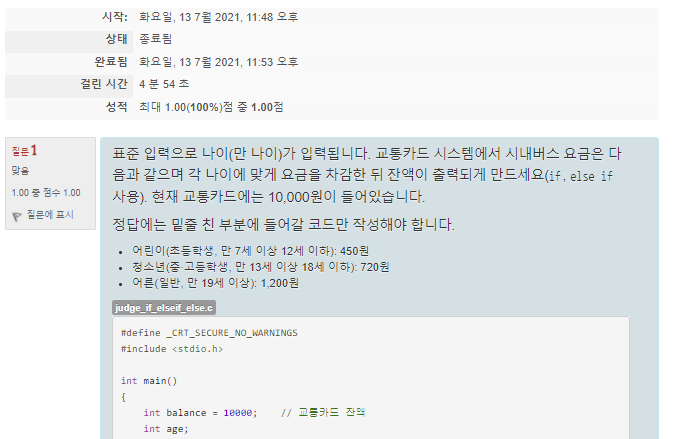 시작: 화요일, 13 7월 2021, 11:48 오후
상태 종료됨
완료됨 화요일, 13 7월 2021, 11:53 오후
걸린 시간 4 분 54 초
성적 최대 1.00(100%)점 중 1.00점
질문 1
맞음
1.00 중 점수 1.00
질문에 표시
표준 입력으로 나이(만 나이)가 입력됩니다. 교통카드 시스템에서 시내버스 요금은 다
음과 같으며 각 나이에 맞게 요금을 차감한 뒤 잔액이 출력되게 만드세요(if, else if
사용). 현재 교통카드에는 10,000원이 들어있습니다.
정답에는 밑줄 친 부분에 들어갈 코드만 작성해야 합니다.
• 어린이(초등학생, 만 7세 이상 12세 이하): 450원
• 청소년(중·고등학생, 만 13세 이상 18세 이하): 720원
• 어른(일반, 만 19세 이상): 1,200원
judge_if_elseif_else.c
#define _CRT_SECURE_NO_WARNINGS
#include <stdio.h>
int main()
{
int balance = 10000; // 교통카드 잔액
int age;